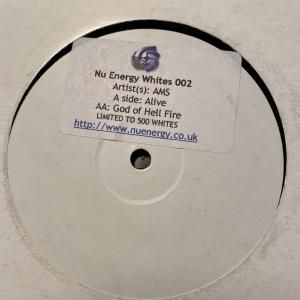 Nu Energy Whites 002
Artist(s): AMS
A side: Alive
AA: God of Hell Fire
LIMITED TO 500 WHITES
http://www.nuenergy.co.uk